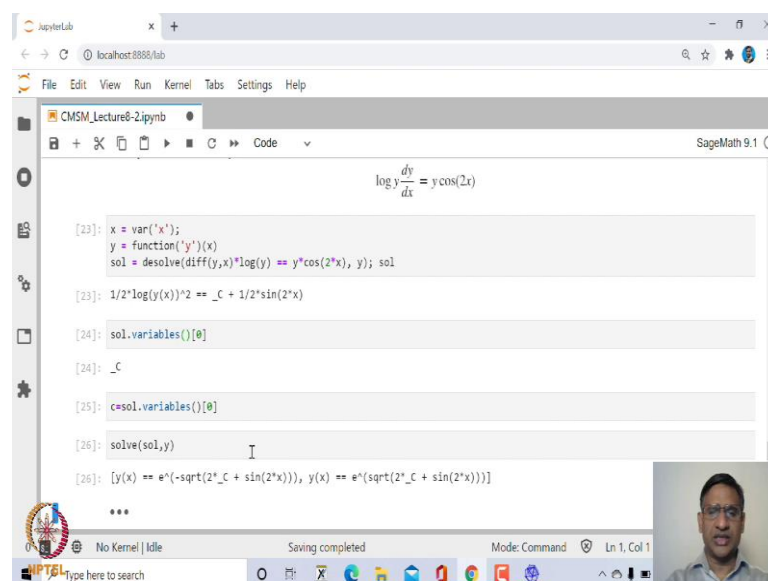 JupyterLab
localhost:8888/lab
File Edit View Run Kernel Tabs Settings Help
CMSM_Lecture8-2.ipynb
Code
SageMath 9.1
log y dy/dx = y cos(2x)
[23]: x = var('x');
y = function('y')(x)
sol = desolve(diff(y,x)*log(y) == y*cos(2*x), y); sol
[23]: 1/2*log(y(x))^2 == _C + 1/2*sin(2*x)
[24]: sol.variables()[0]
[24]: _C
[25]: c=sol.variables()[0]
[26]: solve(sol,y)
[26]: [y(x) == e^(-sqrt(2*_C + sin(2*x))), y(x) == e^(sqrt(2*_C + sin(2*x)))]
No Kernel | Idle
Saving completed
Mode: Command
Ln 1, Col 1
NPTEL
Type here to search